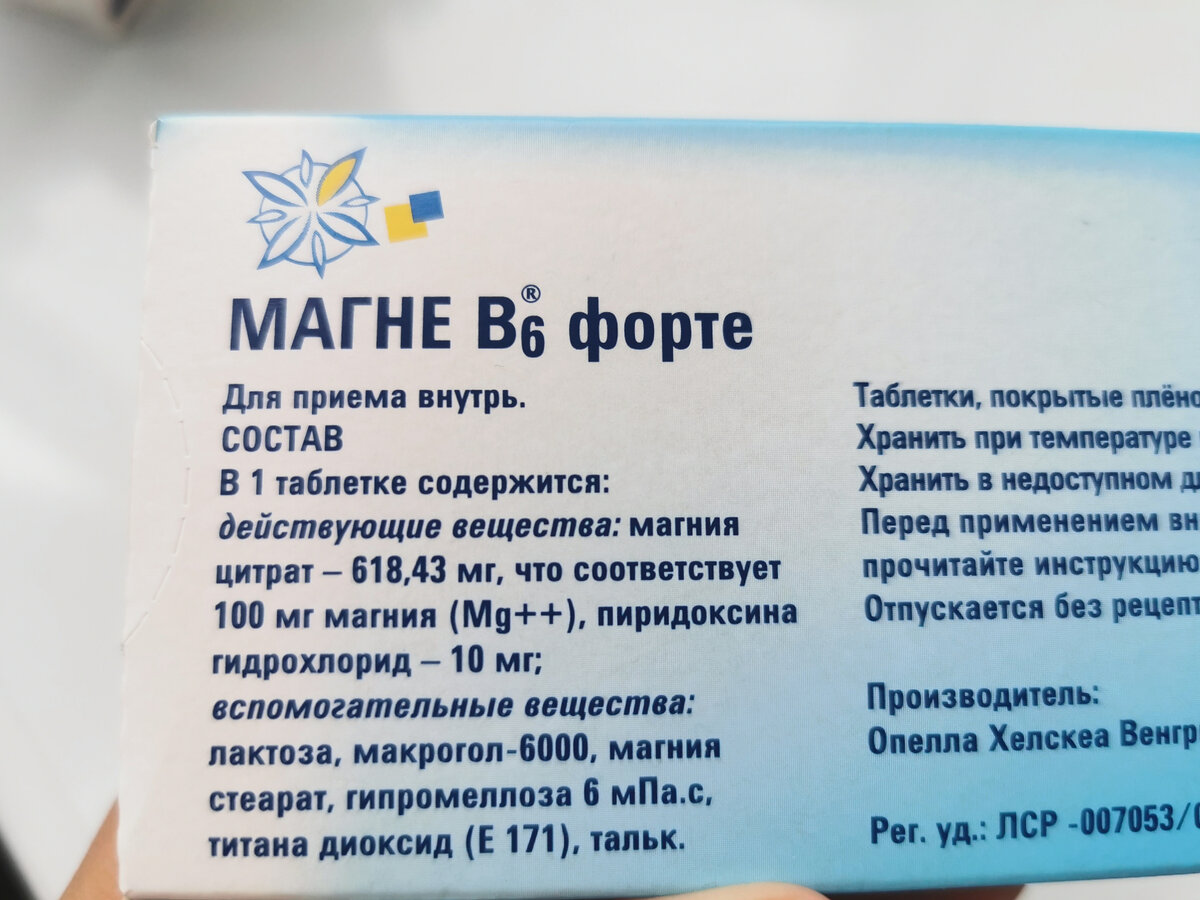 МАГНЕ В6® форте
Для приема внутрь.
СОСТАВ
В 1 таблетке содержится:
действующие вещества: магния
цитрат – 618,43 мг, что соответствует
100 мг магния (Mg++), пиридоксина
гидрохлорид – 10 мг;
вспомогательные вещества:
лактоза, макрогол-6000, магния
стеарат, гипромеллоза 6 мПа.с,
титана диоксид (Е 171), тальк.
Таблетки, покрытые
Хранить при температуре
Хранить в недоступном
Перед применением
прочитайте инструкцию
Отпускается без
Производитель:
Опелла Хелскеа
Рег. уд.: ЛСР -007053/